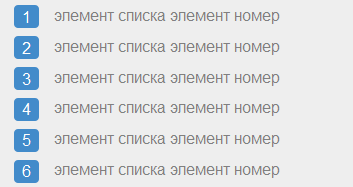 1 элемент списка элемент номер
2 элемент списка элемент номер
3 элемент списка элемент номер
4 элемент списка элемент номер
5 элемент списка элемент номер
6 элемент списка элемент номер